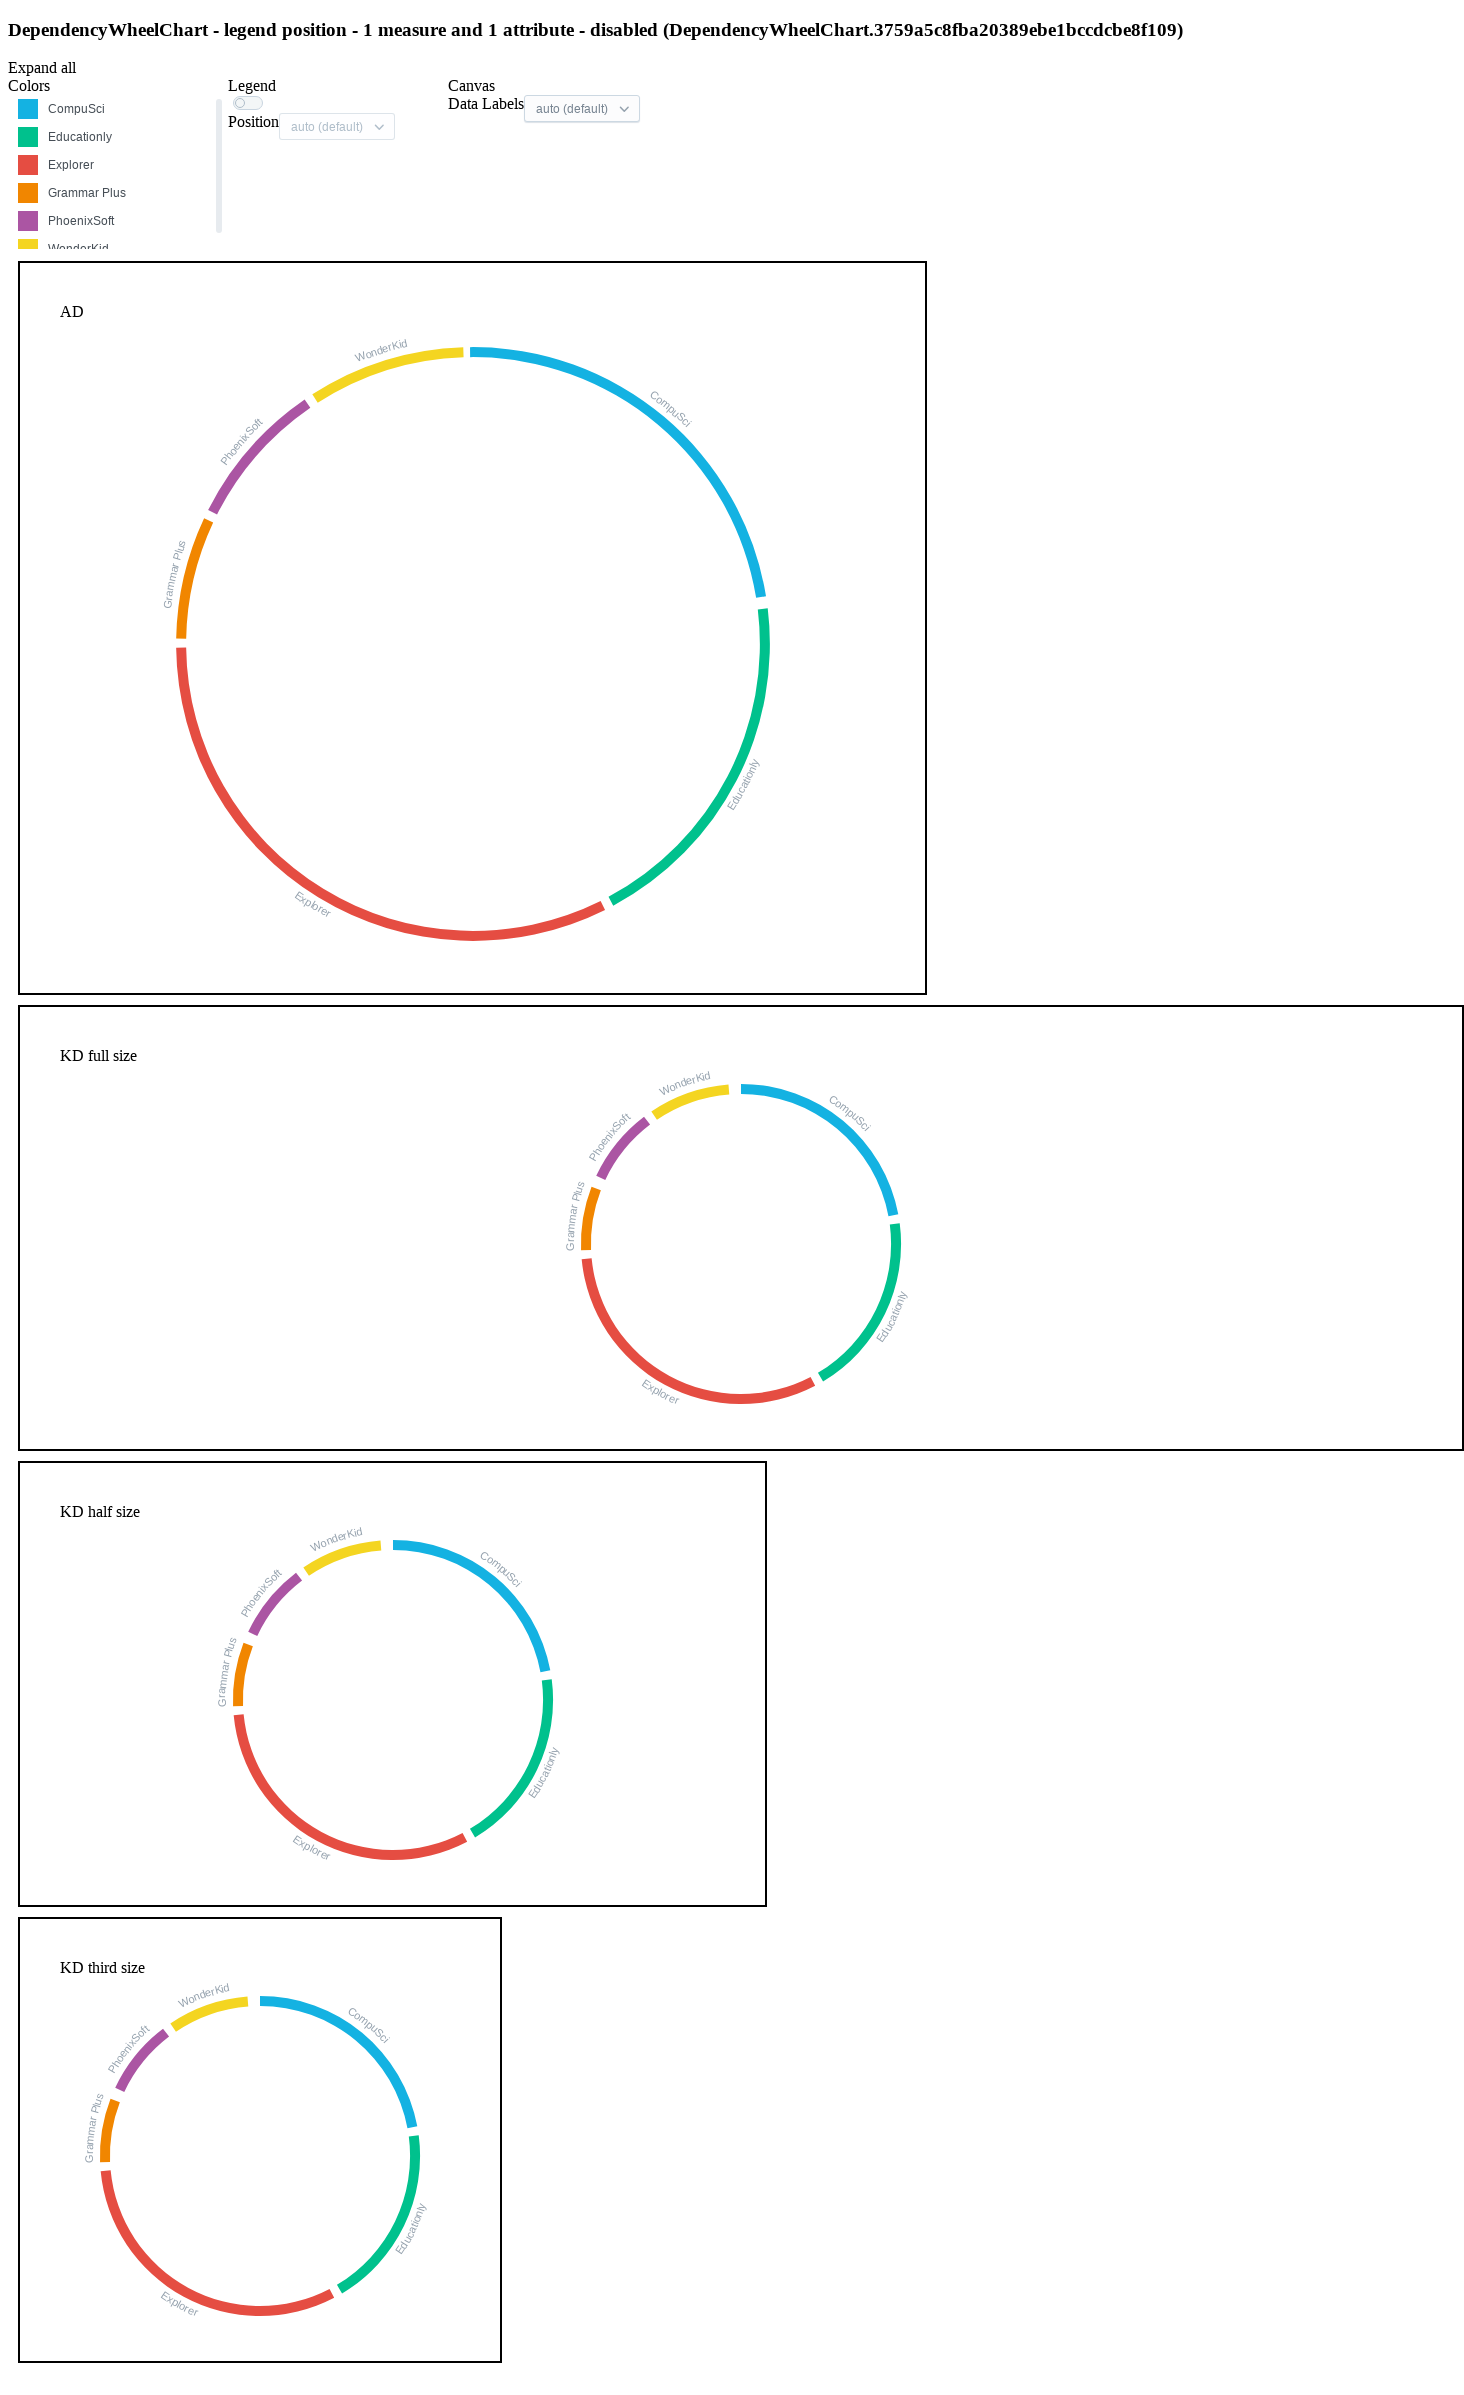 DependencyWheelChart - legend position - 1 measure and 1 attribute - disabled (DependencyWheelChart.3759a5c8fba20389ebe1bccdcbe8f109)
Expand all
Colors
CompuSci
Educationly
Explorer
Grammar Plus
PhoenixSoft
WonderKid
Legend
Position auto (default)
Canvas
Data Labels auto (default)
AD
WonderKid
CompuSci
PhoenixSoft
Grammar Plus
Educationly
Explorer
KD full size
WonderKid
CompuSci
PhoenixSoft
Grammar Plus
Educationly
Explorer
KD half size
WonderKid
CompuSci
PhoenixSoft
Grammar Plus
Educationly
Explorer
KD third size
WonderKid
CompuSci
PhoenixSoft
Grammar Plus
Educationly
Explorer